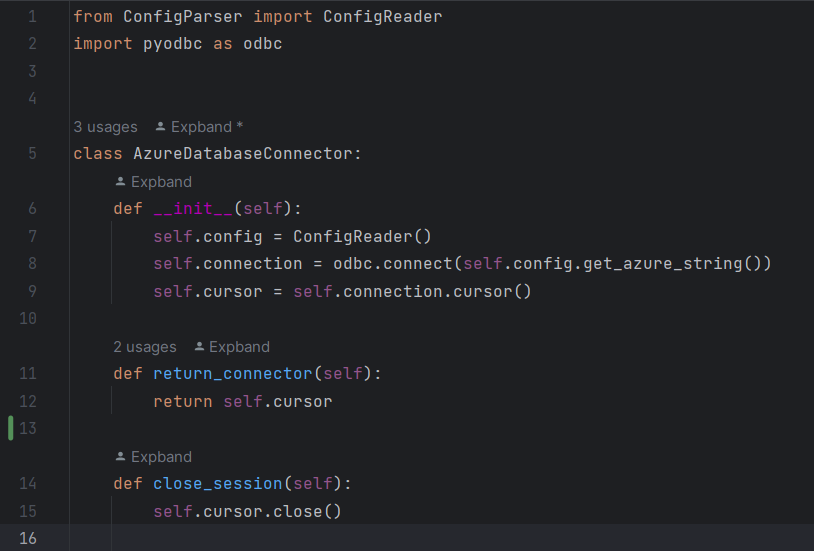 1 from ConfigParser import ConfigReader
2 import pyodbc as odbc
3
4
3 usages Expband *
5 class AzureDatabaseConnector:
Expband
6 def __init__(self):
7 self.config = ConfigReader()
8 self.connection = odbc.connect(self.config.get_azure_string())
9 self.cursor = self.connection.cursor()
10
2 usages Expband
11 def return_connector(self):
12 return self.cursor
13
Expband
14 def close_session(self):
15 self.cursor.close()
16